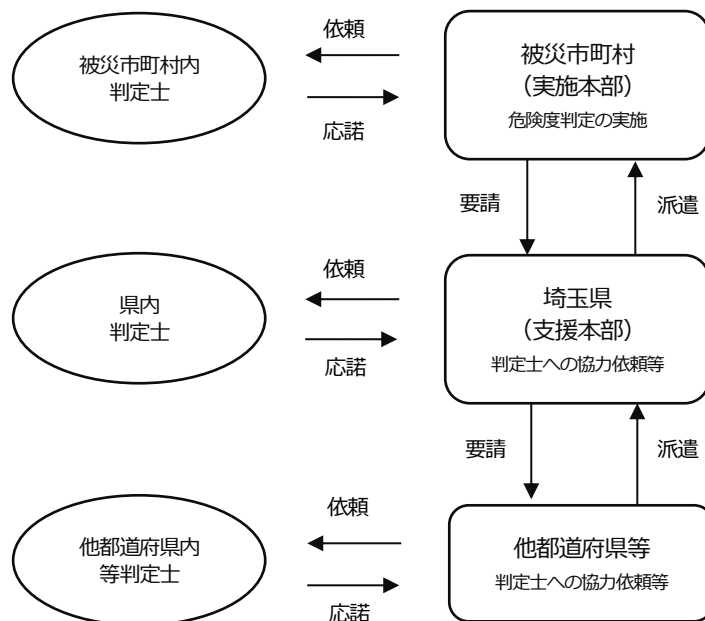 依頼
被災市町村内
判定士
応諾
被災市町村
（実施本部）
危険度判定の実施
要請
派遣
依頼
県内
判定士
応諾
埼玉県
（支援本部）
判定士への協力依頼等
要請
派遣
依頼
他都道府県内
等判定士
応諾
他都道府県等
判定士への協力依頼等